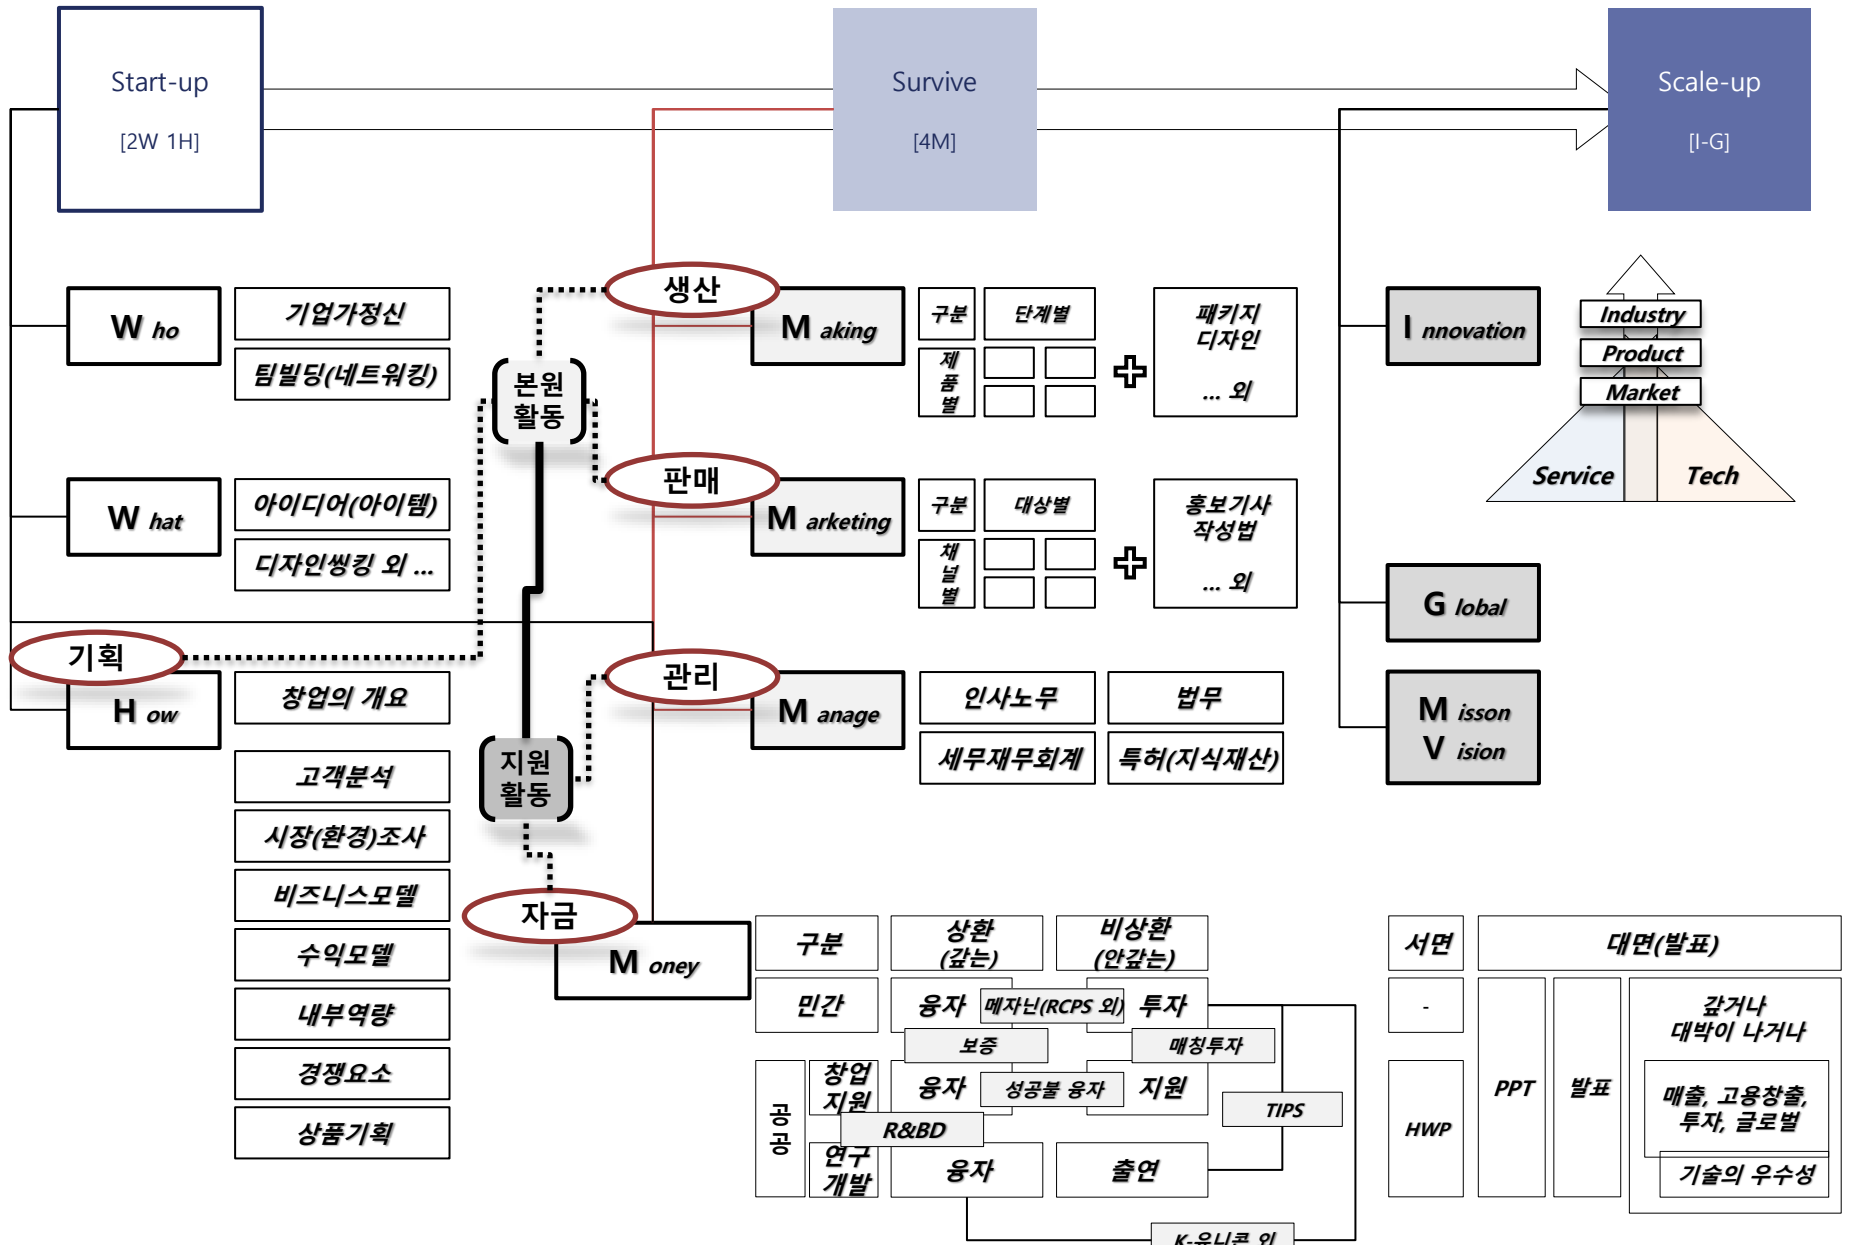 Start-up
[2W 1H]
Survive
[4M]
Scale-up
[I-G]
W ho
기업가정신
팀빌딩(네트워킹)
W hat
아이디어(아이템)
디자인씽킹 외 ...
기획
H ow
창업의 개요
고객분석
시장(환경)조사
비즈니스모델
수익모델
내부역량
경쟁요소
상품기획
본원
활동
지원
활동
생산
M aking
구분
단계별
제
품
별
패키지
디자인
... 외
판매
M arketing
구분
대상별
채
널
별
홍보기사
작성법
... 외
관리
M anage
인사노무
법무
세무재무회계
특허(지식재산)
자금
M oney
구분
상환
(갚는)
비상환
(안갚는)
민간
융자
메자닌(RCPS 외)
투자
보증
매칭투자
공
공
창업
지원
융자
성공불 융자
지원
TIPS
R&BD
연구
개발
융자
출연
K-유니콘 외
I nnovation
Industry
Product
Market
Service
Tech
G lobal
M isson
V ision
서면
대면(발표)
-
HWP
PPT
발표
갚거나
대박이 나거나
매출, 고용창출,
투자, 글로벌
기술의 우수성